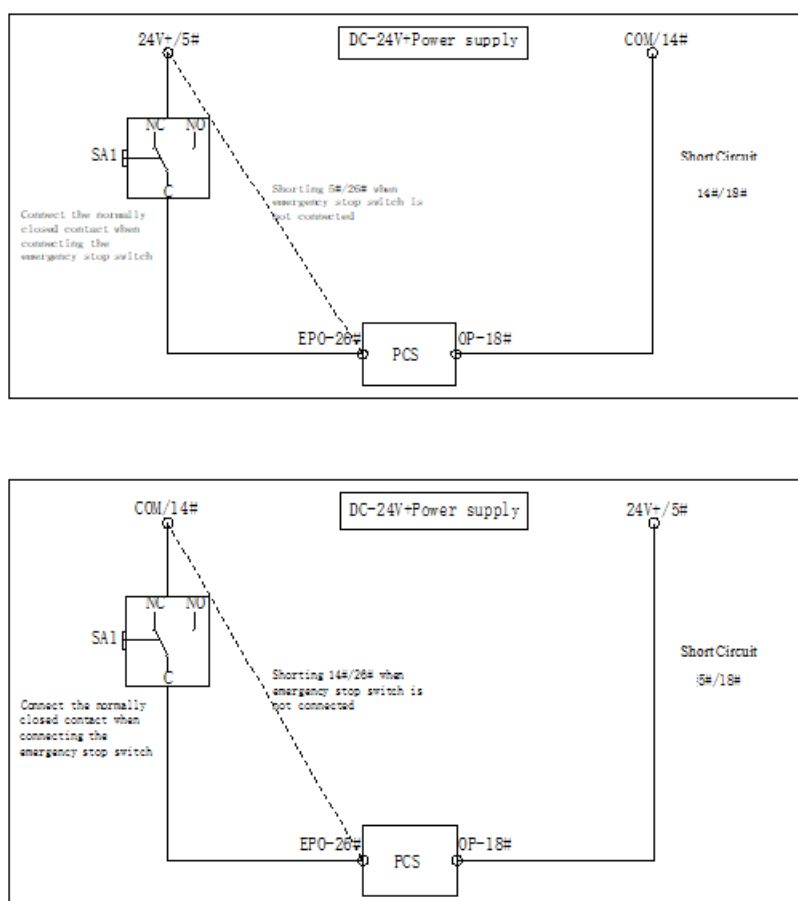 24V+/5#
DC-24V+Power supply
COM/14#
NC NO
SA1
C
Short Circuit
14#/18#
Shorting 5#/26# when
emergency stop switch is
not connected
Connect the normally
closed contact when
connecting the
emergency stop switch
EPO-26#
PCS
OP-18#
COM/14#
DC-24V+Power supply
24V+/5#
NC NO
SA1
C
Short Circuit
5#/18#
Shorting 14#/26# when
emergency stop switch is
not connected
Connect the normally
closed contact when
connecting the
emergency stop switch
EPO-26#
PCS
OP-18#